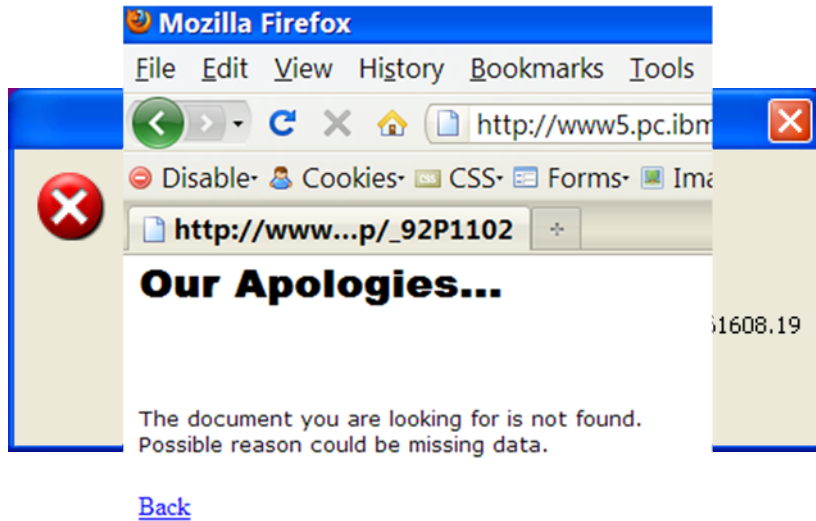 Mozilla Firefox
File Edit View History Bookmarks Tools
http://www5.pc.ibm
Disable Cookies CSS CSS Forms Ima
http://www...p/_92P1102
Our Apologies...
1608.19
The document you are looking for is not found.
Possible reason could be missing data.
Back